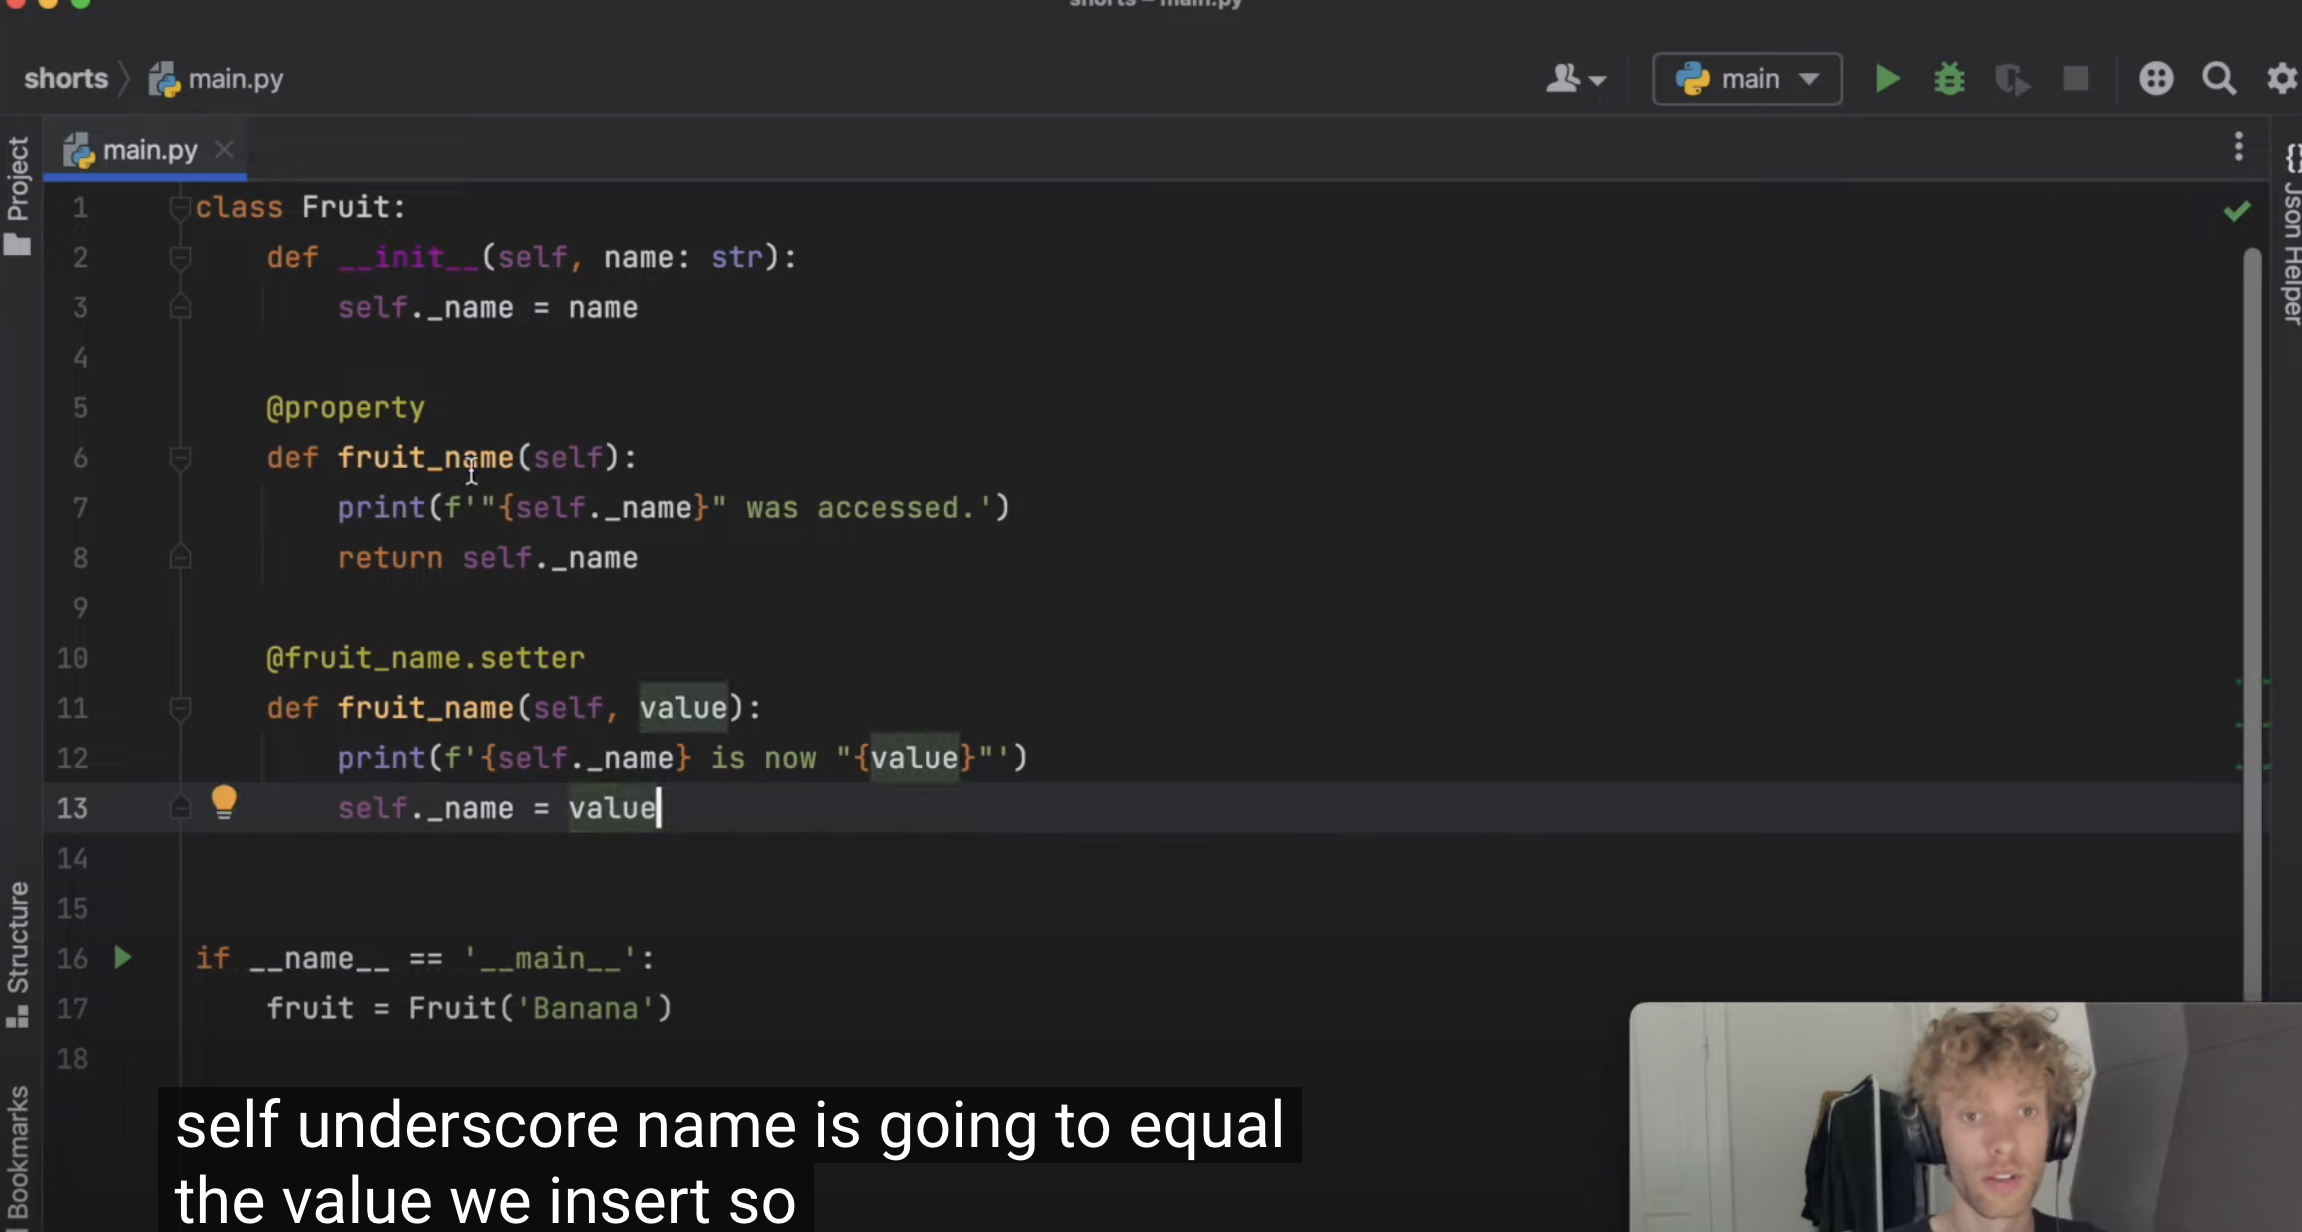 shorts – main.py
shorts main.py
main
main.py
Project
Json Helper
1 class Fruit:
2 def __init__(self, name: str):
3 self._name = name
4
5 @property
6 def fruit_name(self):
7 print(f'"{self._name}" was accessed.')
8 return self._name
9
10 @fruit_name.setter
11 def fruit_name(self, value):
12 print(f'{self._name} is now "{value}"')
13 self._name = value
14
15
16 if __name__ == '__main__':
17 fruit = Fruit('Banana')
18
Structure
Bookmarks
self underscore name is going to equal
the value we insert so